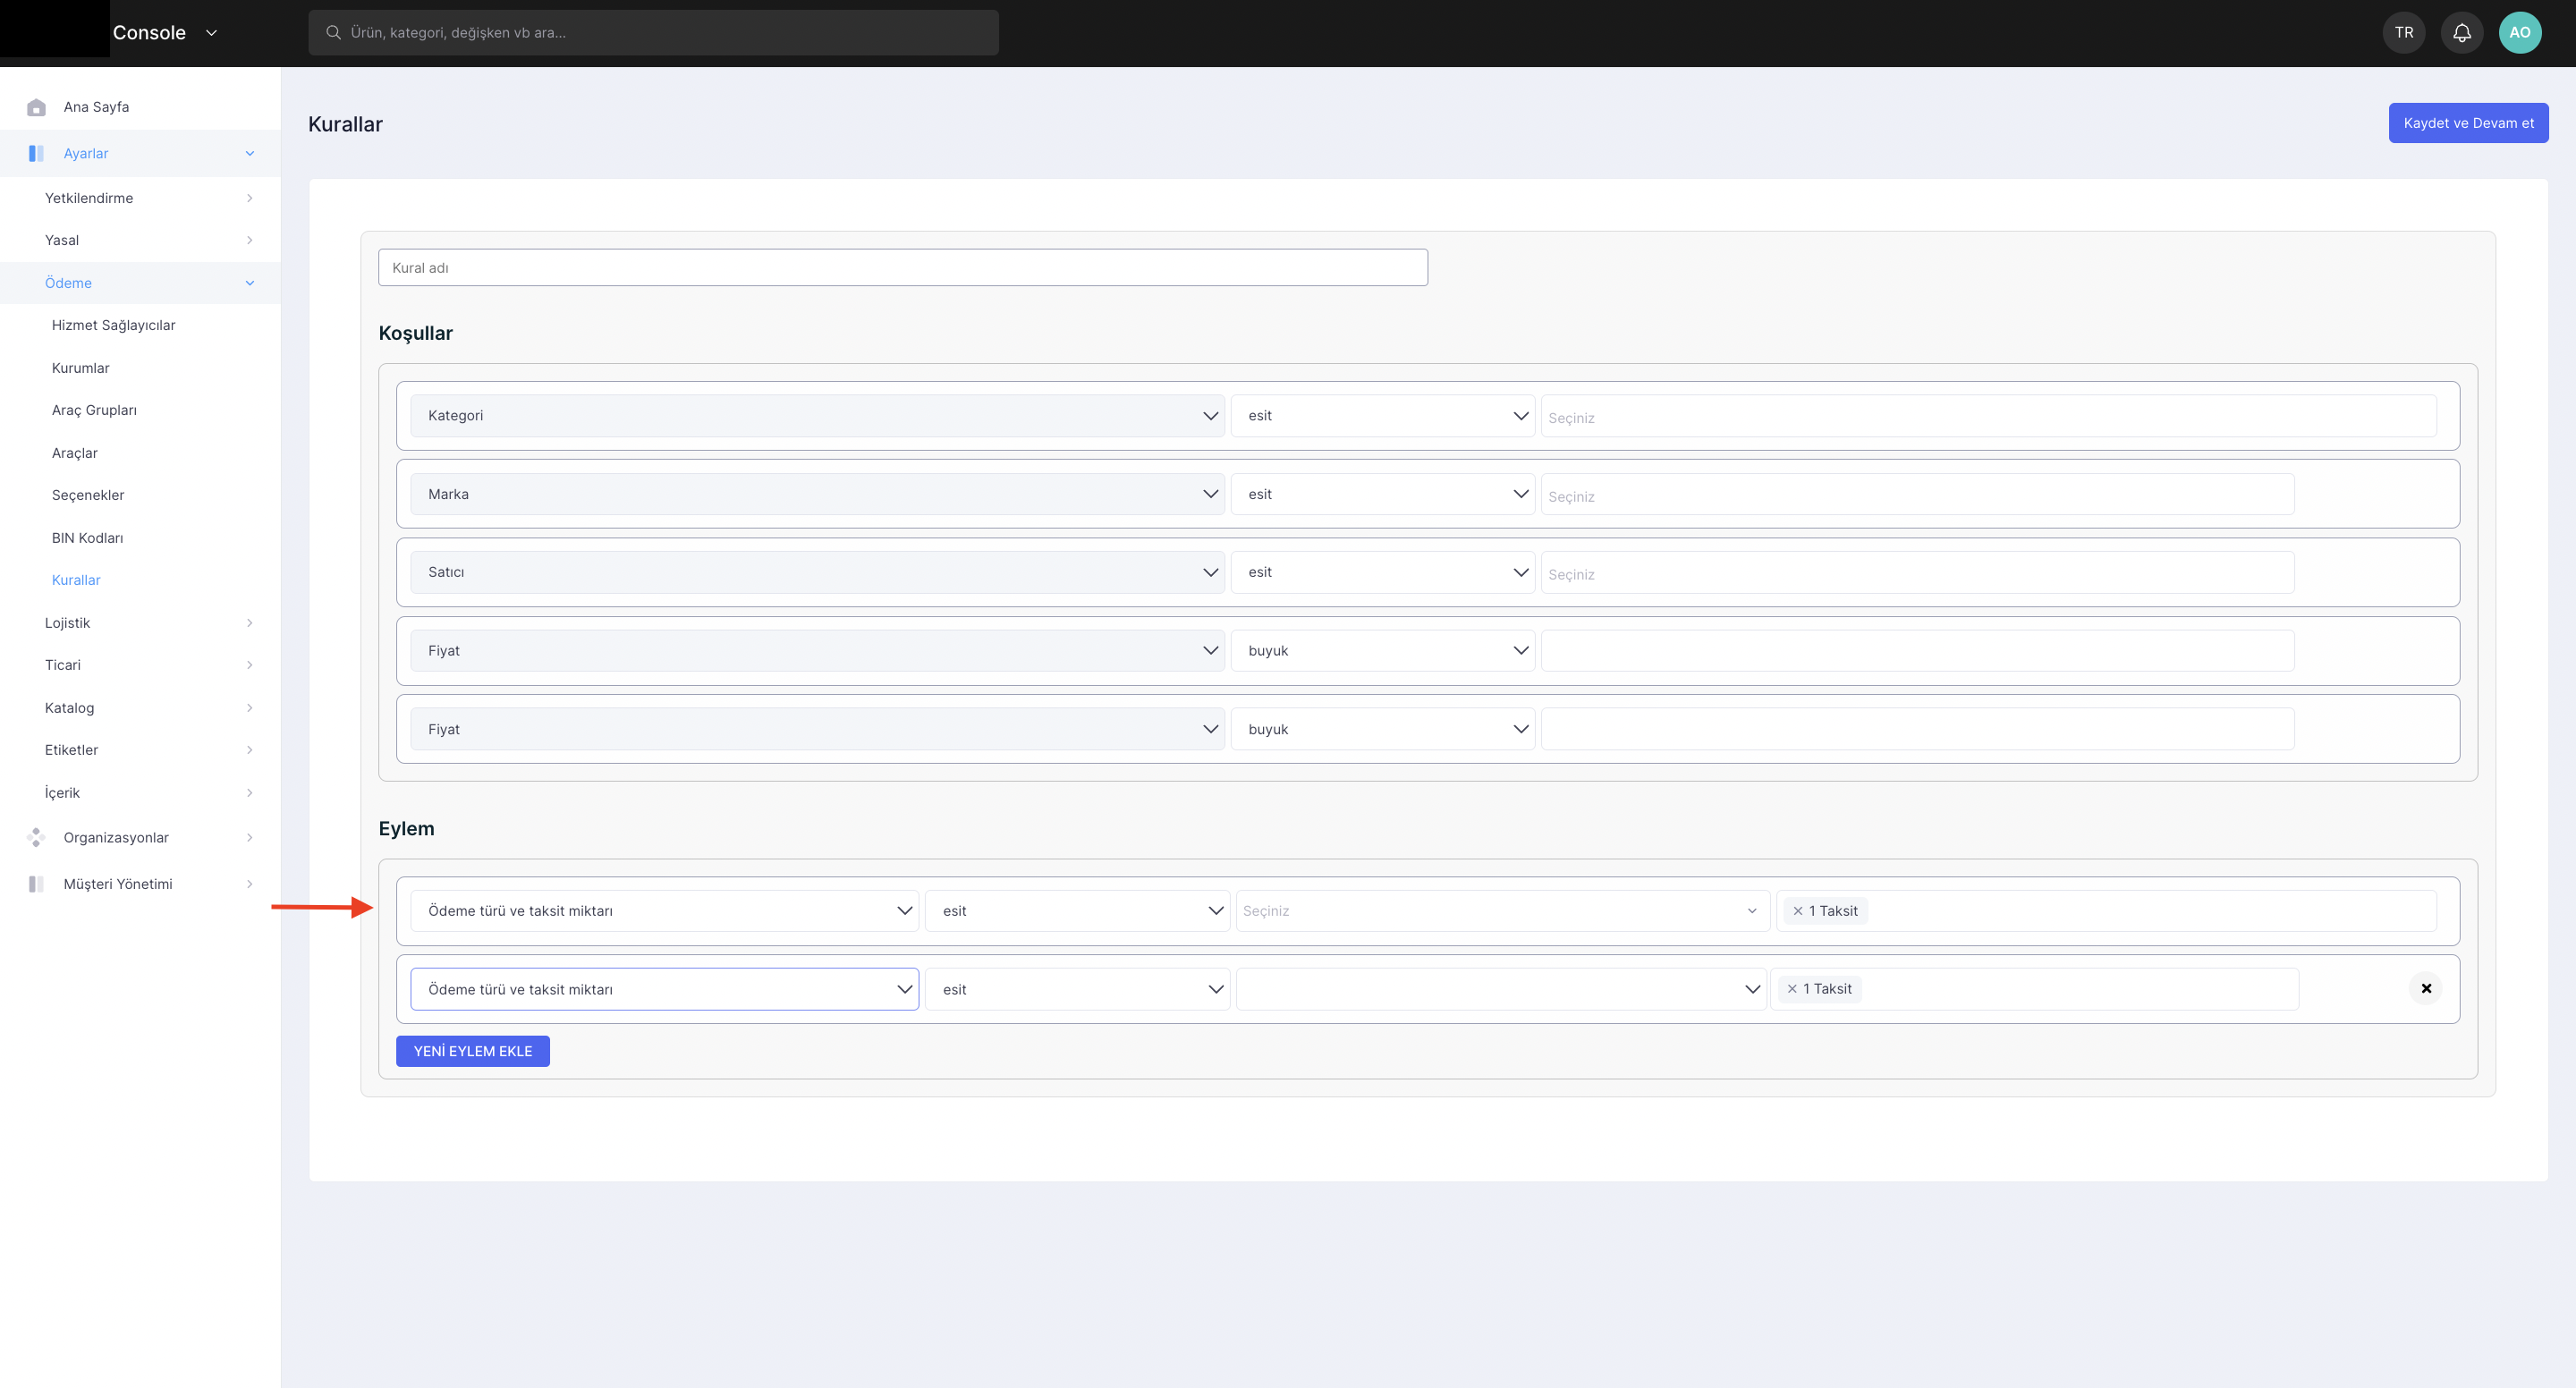 Console
Ürün, kategori, değişken vb ara...
TR
AO
Ana Sayfa
Ayarlar
Yetkilendirme
Yasal
Ödeme
Hizmet Sağlayıcılar
Kurumlar
Araç Grupları
Araçlar
Seçenekler
BIN Kodları
Kurallar
Lojistik
Ticari
Katalog
Etiketler
İçerik
Organizasyonlar
Müşteri Yönetimi
Kurallar
Kaydet ve Devam et
Kural adı
Koşullar
Kategori esit Seçiniz
Marka esit Seçiniz
Satıcı esit Seçiniz
Fiyat buyuk
Fiyat buyuk
Eylem
Ödeme türü ve taksit miktarı esit Seçiniz × 1 Taksit
Ödeme türü ve taksit miktarı esit × 1 Taksit
YENİ EYLEM EKLE